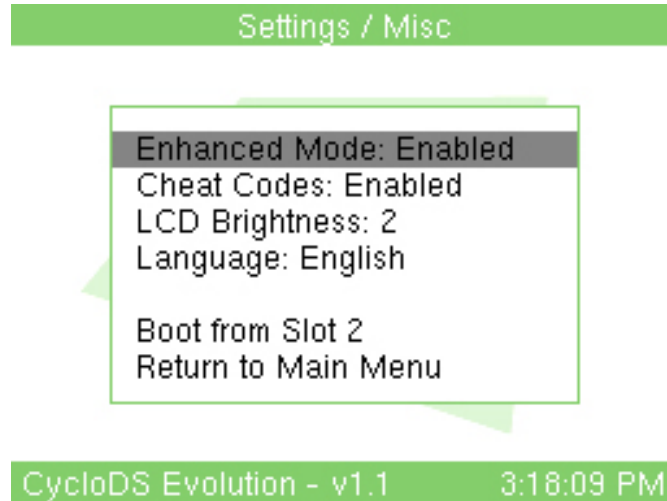 Settings / Misc
Enhanced Mode: Enabled
Cheat Codes: Enabled
LCD Brightness: 2
Language: English
Boot from Slot 2
Return to Main Menu
CycloDS Evolution - v1.1 3:18:09 PM